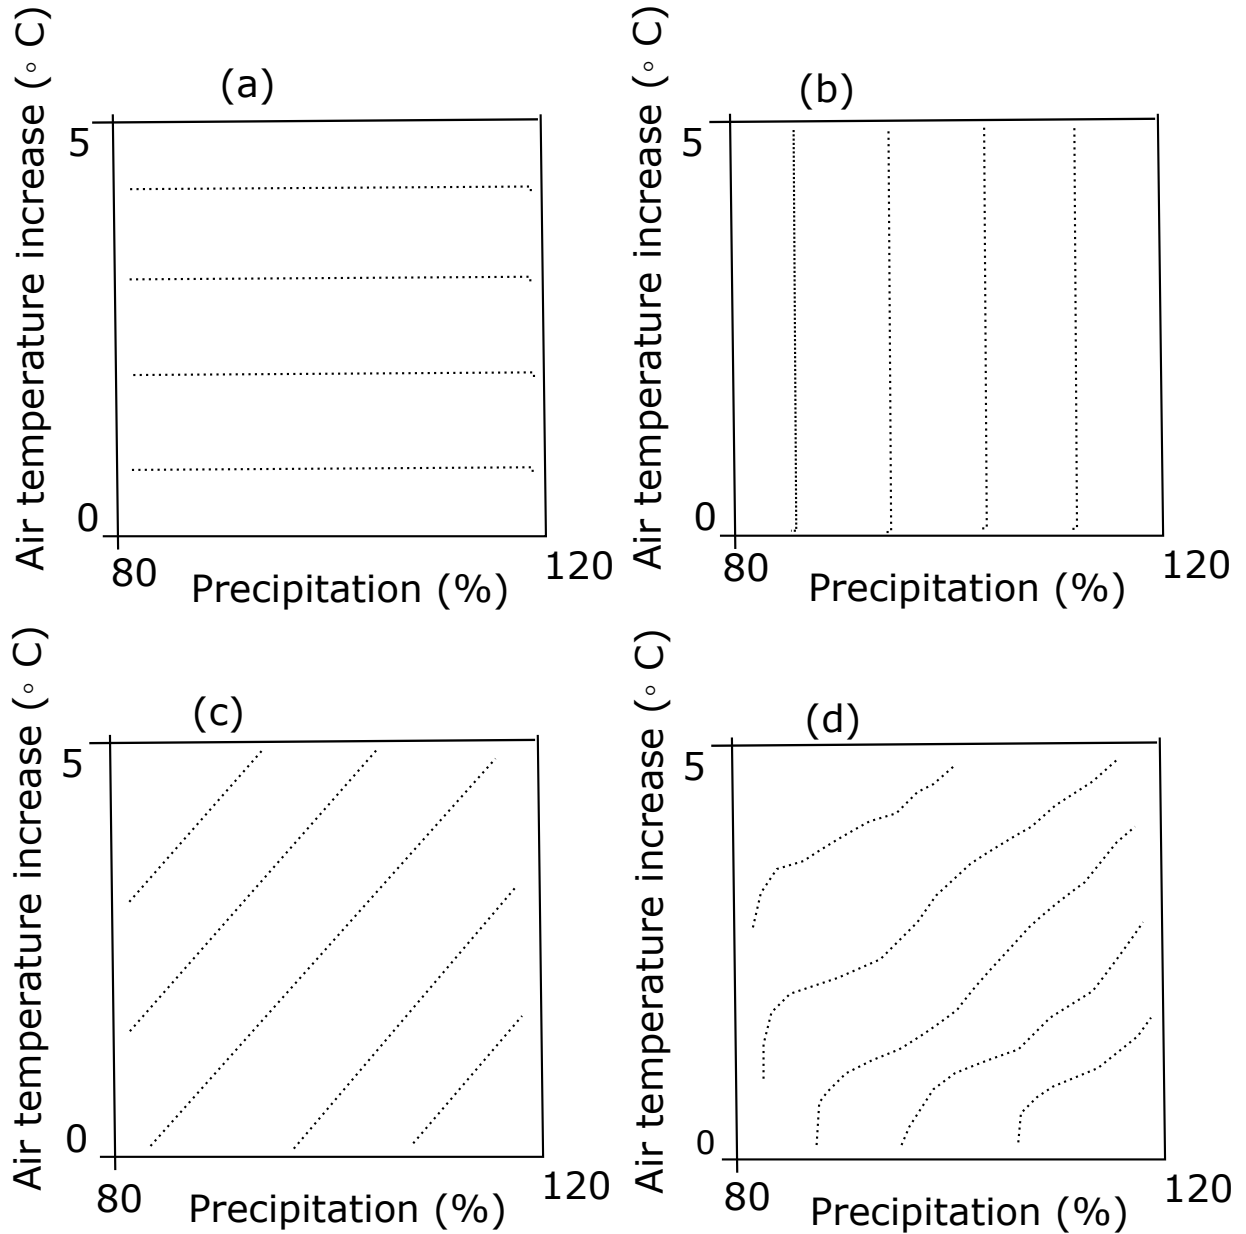 (a)
Air temperature increase (◦ C)
5
0
80
Precipitation (%)
120
(b)
Air temperature increase (◦ C)
5
0
80
Precipitation (%)
120
(c)
Air temperature increase (◦ C)
5
0
80
Precipitation (%)
120
(d)
Air temperature increase (◦ C)
5
0
80
Precipitation (%)
120